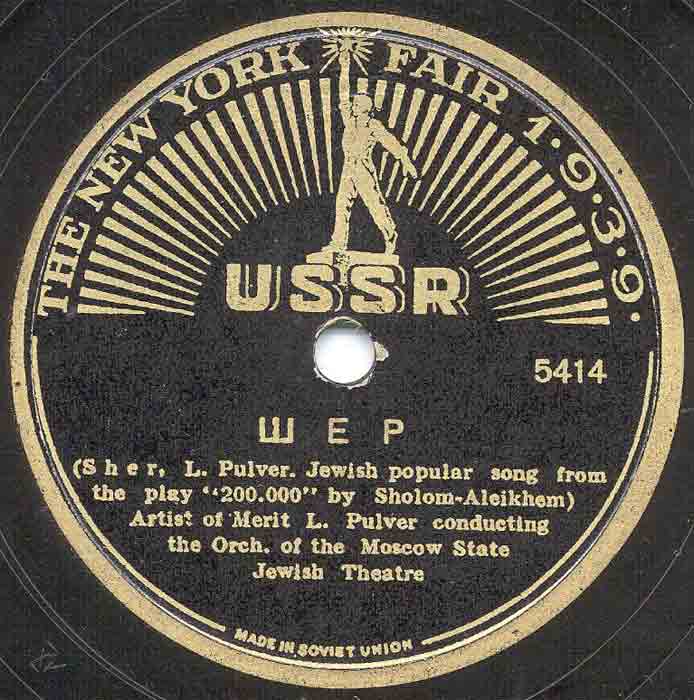 THE NEW YORK FAIR 1·9·3·9·
USSR
5414
ШЕР
(Sher, L. Pulver. Jewish popular song from
the play "200.000" by Sholom-Aleikhem)
Artist of Merit L. Pulver conducting
the Orch. of the Moscow State
Jewish Theatre
MADE IN SOVIET UNION